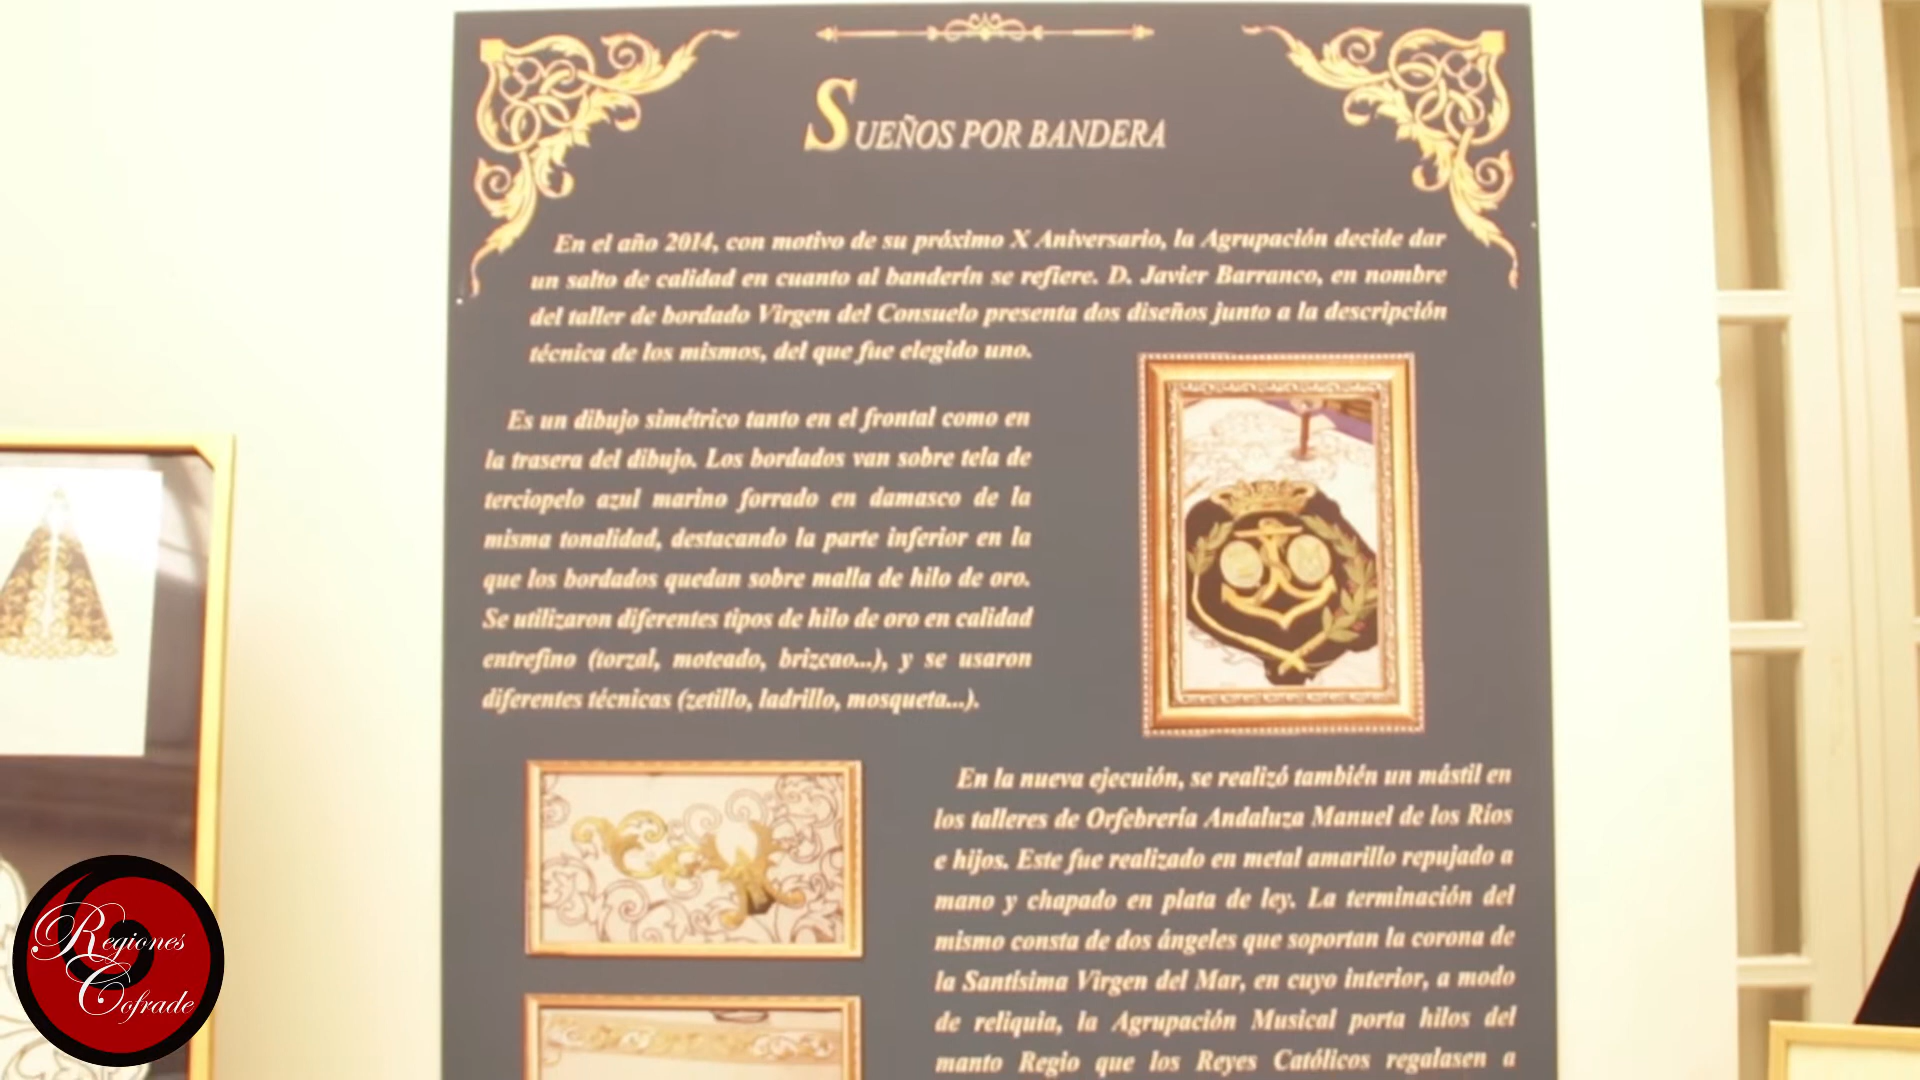 SUEÑOS POR BANDERA
En el año 2014, con motivo de su próximo X Aniversario, la Agrupación decide dar
un salto de calidad en cuanto al banderín se refiere. D. Javier Barranco, en nombre
del taller de bordado Virgen del Consuelo presenta dos diseños junto a la descripción
técnica de los mismos, del que fue elegido uno.
Es un dibujo simétrico tanto en el frontal como en
la trasera del dibujo. Los bordados van sobre tela de
terciopelo azul marino forrado en damasco de la
misma tonalidad, destacando la parte inferior en la
que los bordados quedan sobre malla de hilo de oro.
Se utilizaron diferentes tipos de hilo de oro en calidad
entrefino (torzal, moteado, brizcao...), y se usaron
diferentes técnicas (zetillo, ladrillo, mosqueta...).
En la nueva ejecuión, se realizó también un mástil en
los talleres de Orfebrería Andaluza Manuel de los Ríos
e hijos. Este fue realizado en metal amarillo repujado a
mano y chapado en plata de ley. La terminación del
mismo consta de dos ángeles que soportan la corona de
la Santísima Virgen del Mar, en cuyo interior, a modo
de reliquia, la Agrupación Musical porta hilos del
manto Regio que los Reyes Católicos regalasen a
Regiones
Cofrade